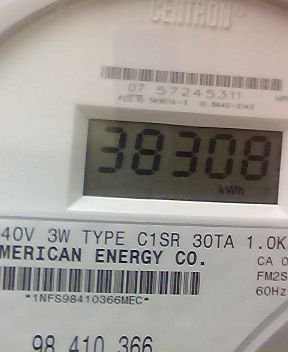 CENTRON®
07 57245311
38308
kWh
40V 3W TYPE C1SR 30TA 1.0K
MERICAN ENERGY CO.
CA 0
FM2S
60Hz
*1NFS98410366MEC*
98 410 366